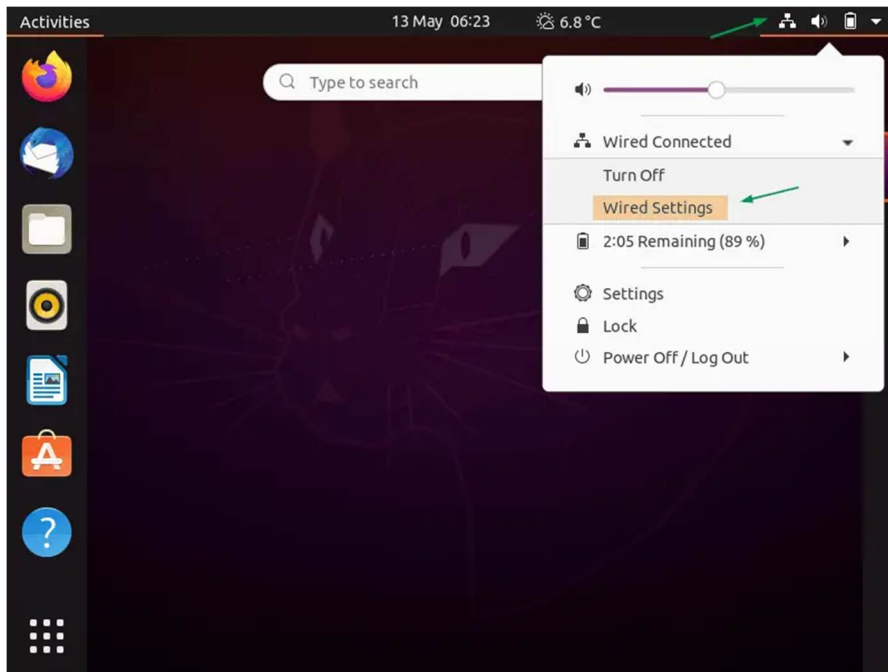 Activities
13 May 06:23
6.8 °C
Type to search
Wired Connected
Turn Off
Wired Settings
2:05 Remaining (89 %)
Settings
Lock
Power Off / Log Out